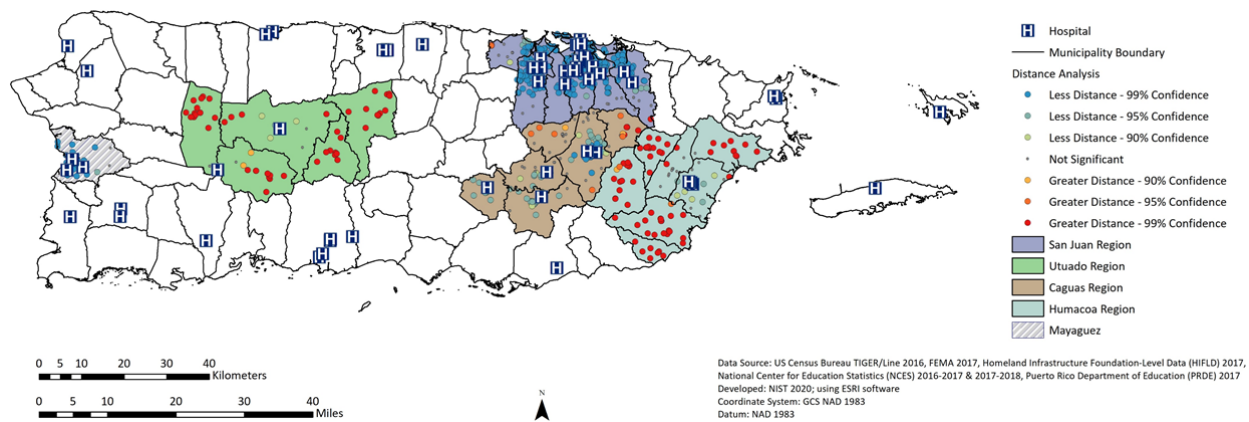 Hospital
Municipality Boundary
Distance Analysis
Less Distance - 99% Confidence
Less Distance - 95% Confidence
Less Distance - 90% Confidence
Not Significant
Greater Distance - 90% Confidence
Greater Distance - 95% Confidence
Greater Distance - 99% Confidence
San Juan Region
Utuado Region
Caguas Region
Humacoa Region
Mayaguez
0 5 10 20 30 40
Kilometers
0 5 10 20 30 40
Miles
N
Data Source: US Census Bureau TIGER/Line 2016, FEMA 2017, Homeland Infrastructure Foundation-Level Data (HIFLD) 2017,
National Center for Education Statistics (NCES) 2016-2017 & 2017-2018, Puerto Rico Department of Education (PRDE) 2017
Developed: NIST 2020; using ESRI software
Coordinate System: GCS NAD 1983
Datum: NAD 1983